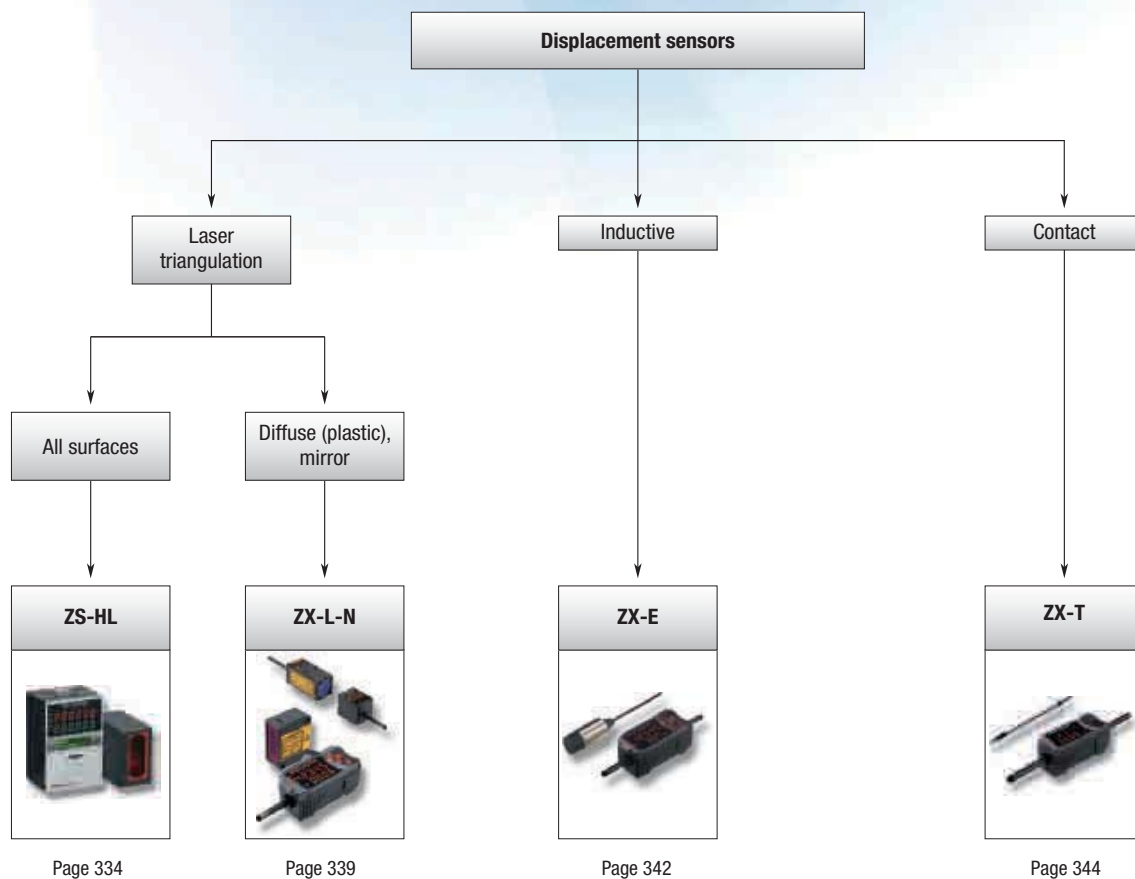 Displacement sensors
Laser
triangulation
Inductive
Contact
All surfaces
Diffuse (plastic),
mirror
ZS-HL
ZX-L-N
ZX-E
ZX-T
Page 334
Page 339
Page 342
Page 344